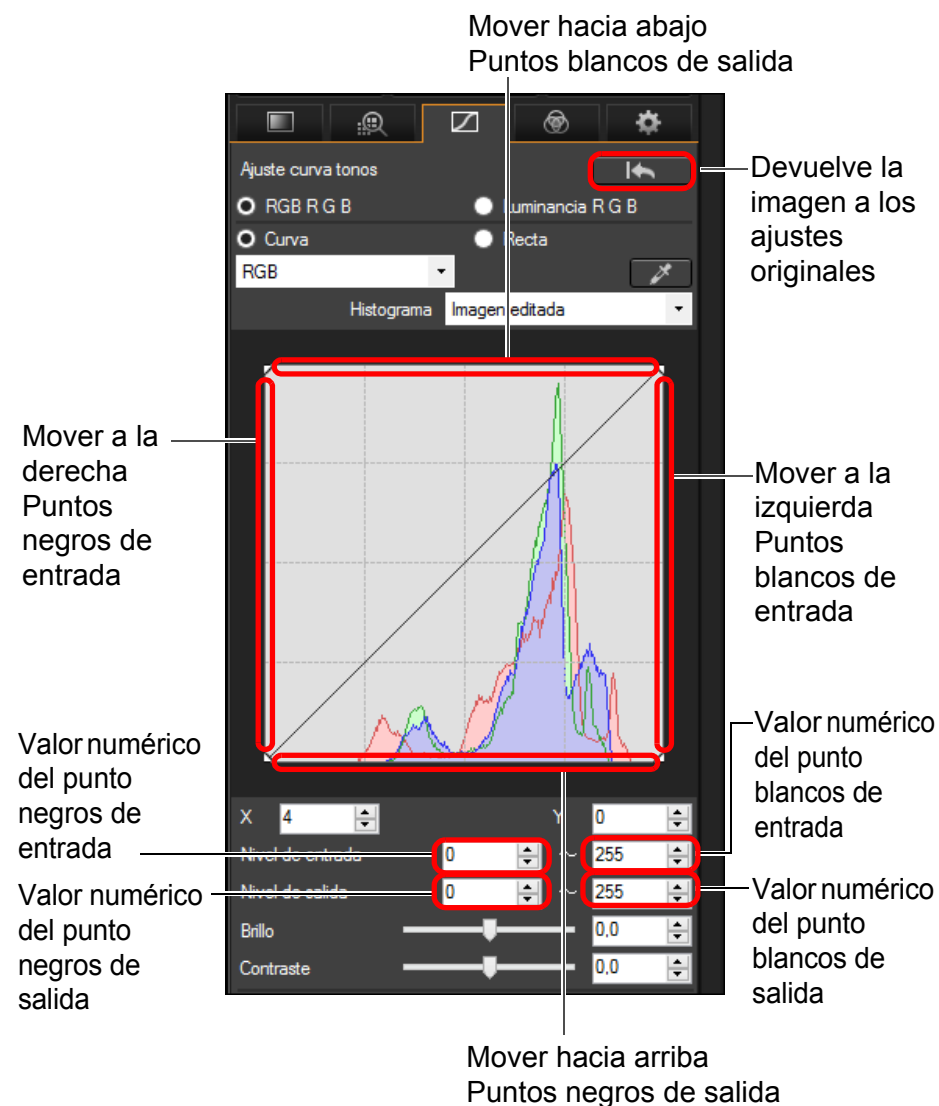 Mover hacia abajo
Puntos blancos de salida
Ajuste curva tonos
Devuelve la
imagen a los
ajustes
originales
RGB R G B
Luminancia R G B
Curva
Recta
RGB
Histograma
Imagen editada
Mover a la
derecha
Puntos
negros de
entrada
Mover a la
izquierda
Puntos
blancos de
entrada
Valor numérico
del punto
negros de
entrada
Valor numérico
del punto
blancos de
entrada
X 4 Y 0
Nivel de entrada 0 ~ 255
Nivel de salida 0 ~ 255
Brillo 0,0
Contraste 0,0
Valor numérico
del punto
negros de
salida
Valor numérico
del punto
blancos de
salida
Mover hacia arriba
Puntos negros de salida